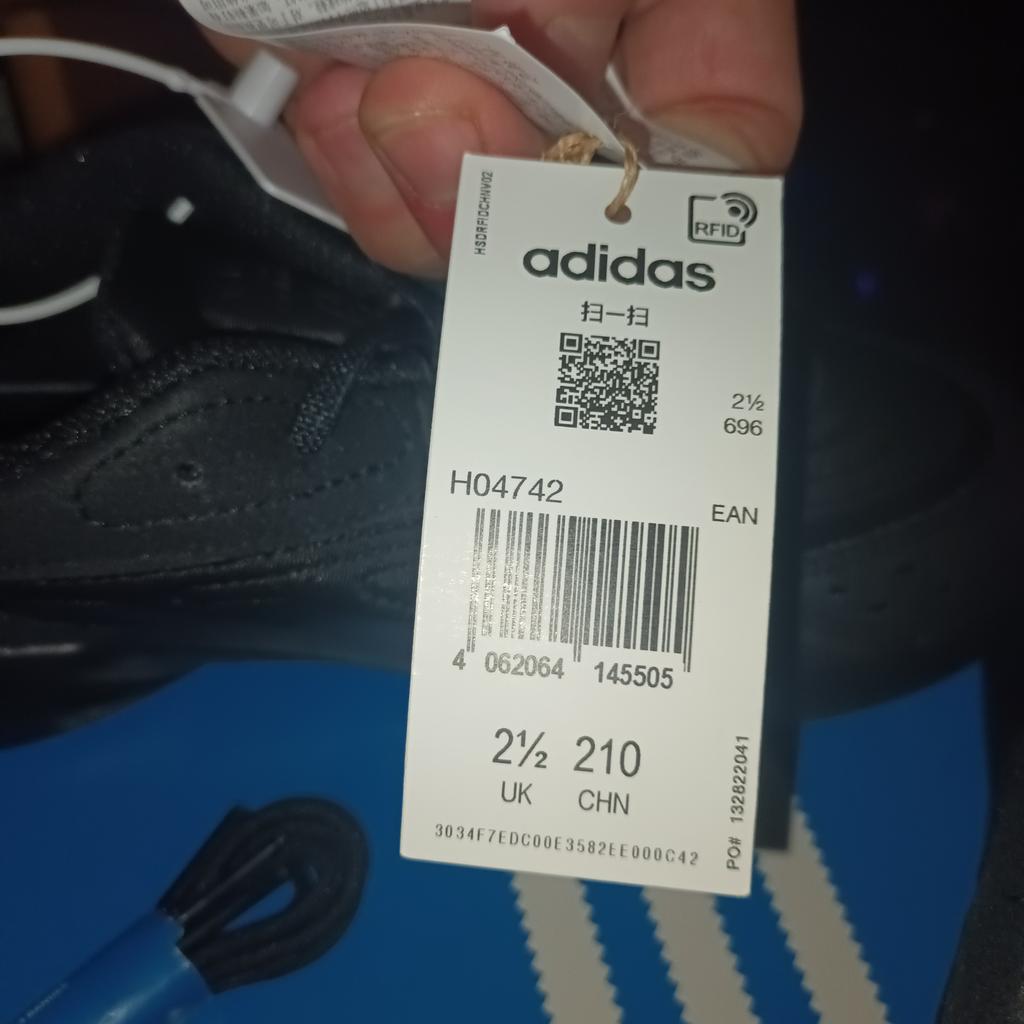 HSDRFIDCHNV02
RFID
adidas
扫一扫
2½
696
H04742
EAN
4 062064 145505
2½ 210
UK CHN
PO# 132822041
3034F7EDC00E3582EE000C42